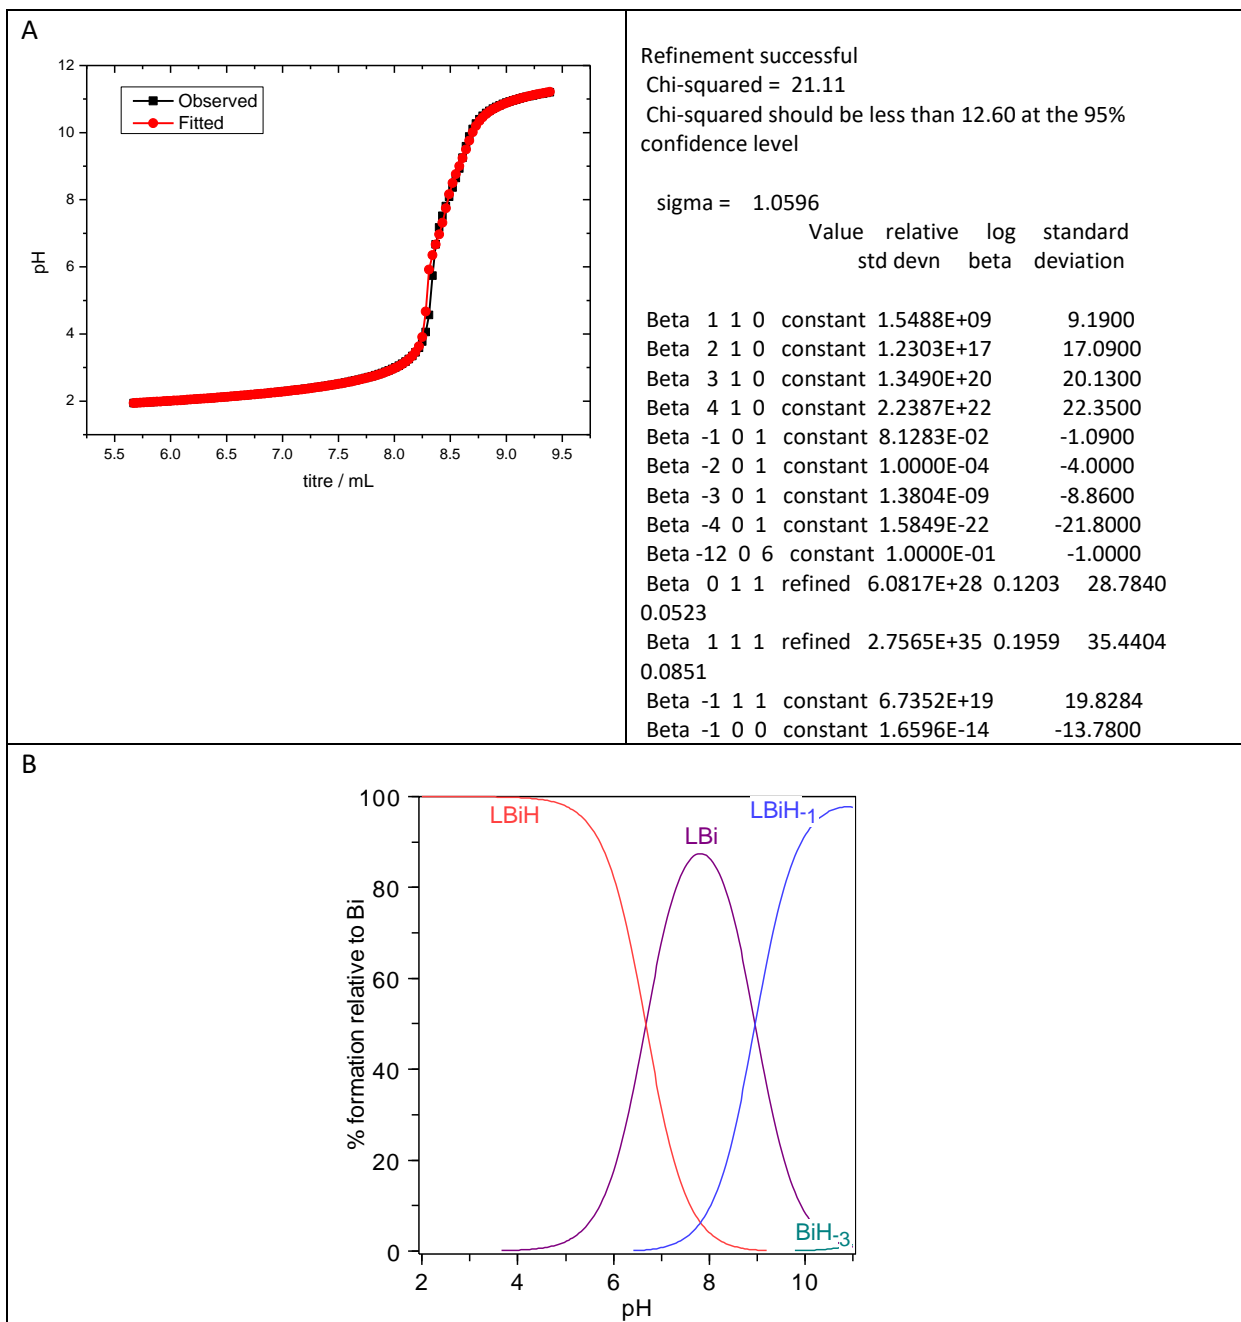 A
12
10
8
6
4
2
pH
Observed
Fitted
5.5 6.0 6.5 7.0 7.5 8.0 8.5 9.0 9.5
titre / mL
Refinement successful
Chi-squared = 21.11
Chi-squared should be less than 12.60 at the 95%
confidence level
sigma = 1.0596
Value relative log standard
std devn beta deviation
Beta 1 1 0 constant 1.5488E+09 9.1900
Beta 2 1 0 constant 1.2303E+17 17.0900
Beta 3 1 0 constant 1.3490E+20 20.1300
Beta 4 1 0 constant 2.2387E+22 22.3500
Beta -1 0 1 constant 8.1283E-02 -1.0900
Beta -2 0 1 constant 1.0000E-04 -4.0000
Beta -3 0 1 constant 1.3804E-09 -8.8600
Beta -4 0 1 constant 1.5849E-22 -21.8000
Beta -12 0 6 constant 1.0000E-01 -1.0000
Beta 0 1 1 refined 6.0817E+28 0.1203 28.7840
0.0523
Beta 1 1 1 refined 2.7565E+35 0.1959 35.4404
0.0851
Beta -1 1 1 constant 6.7352E+19 19.8284
Beta -1 0 0 constant 1.6596E-14 -13.7800
B
100
80
60
40
20
0
% formation relative to Bi
LBiH
LBi
LBiH-1
BiH-3
2 4 6 8 10
pH